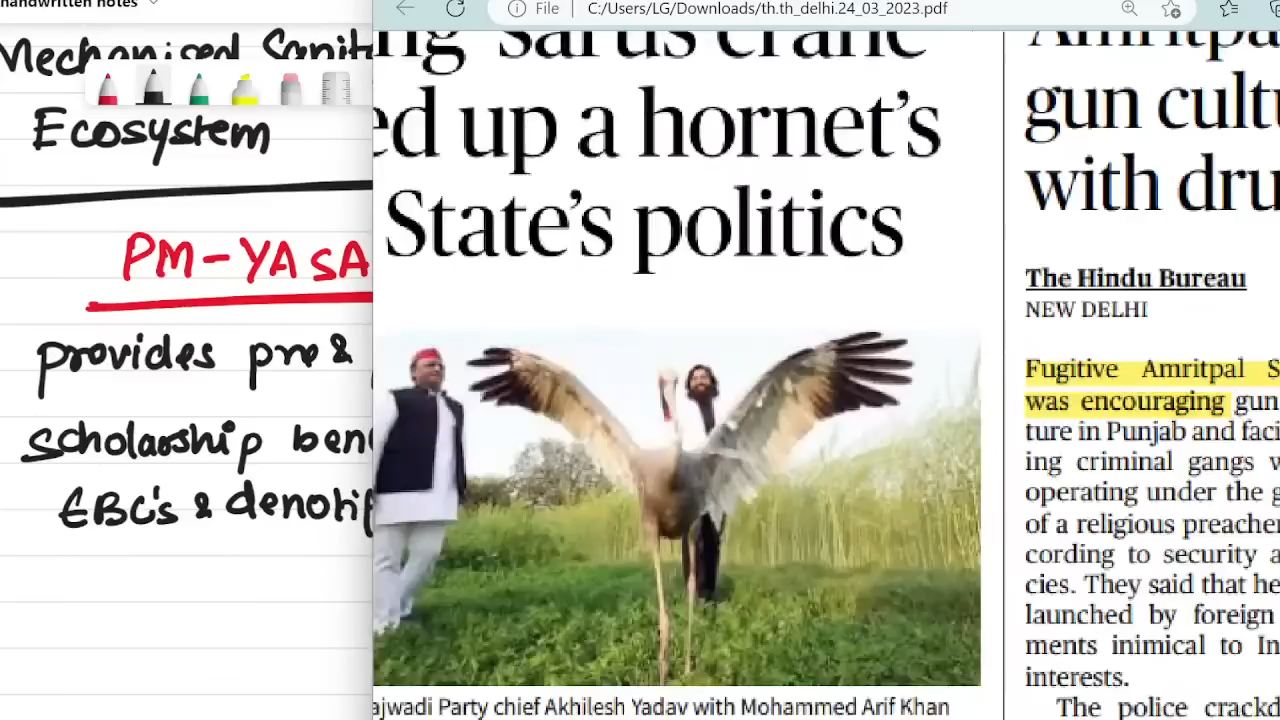 handwritten notes
Mechanised Sanit
Ecosystem
PM-YASA
provides pre &
scholarship ben
EBC's & denotif
File
C:/Users/LG/Downloads/th.th_delhi.24_03_2023.pdf
ing 'sarus crane'
ed up a hornet's
State's politics
ajwadi Party chief Akhilesh Yadav with Mohammed Arif Khan
Amritpa
gun cult
with dru
The Hindu Bureau
NEW DELHI
Fugitive Amritpal S
was encouraging gun
ture in Punjab and faci
ing criminal gangs
operating under the g
of a religious preacher
cording to security a
cies. They said that he
launched by foreign
ments inimical to In
interests.
The police crackd